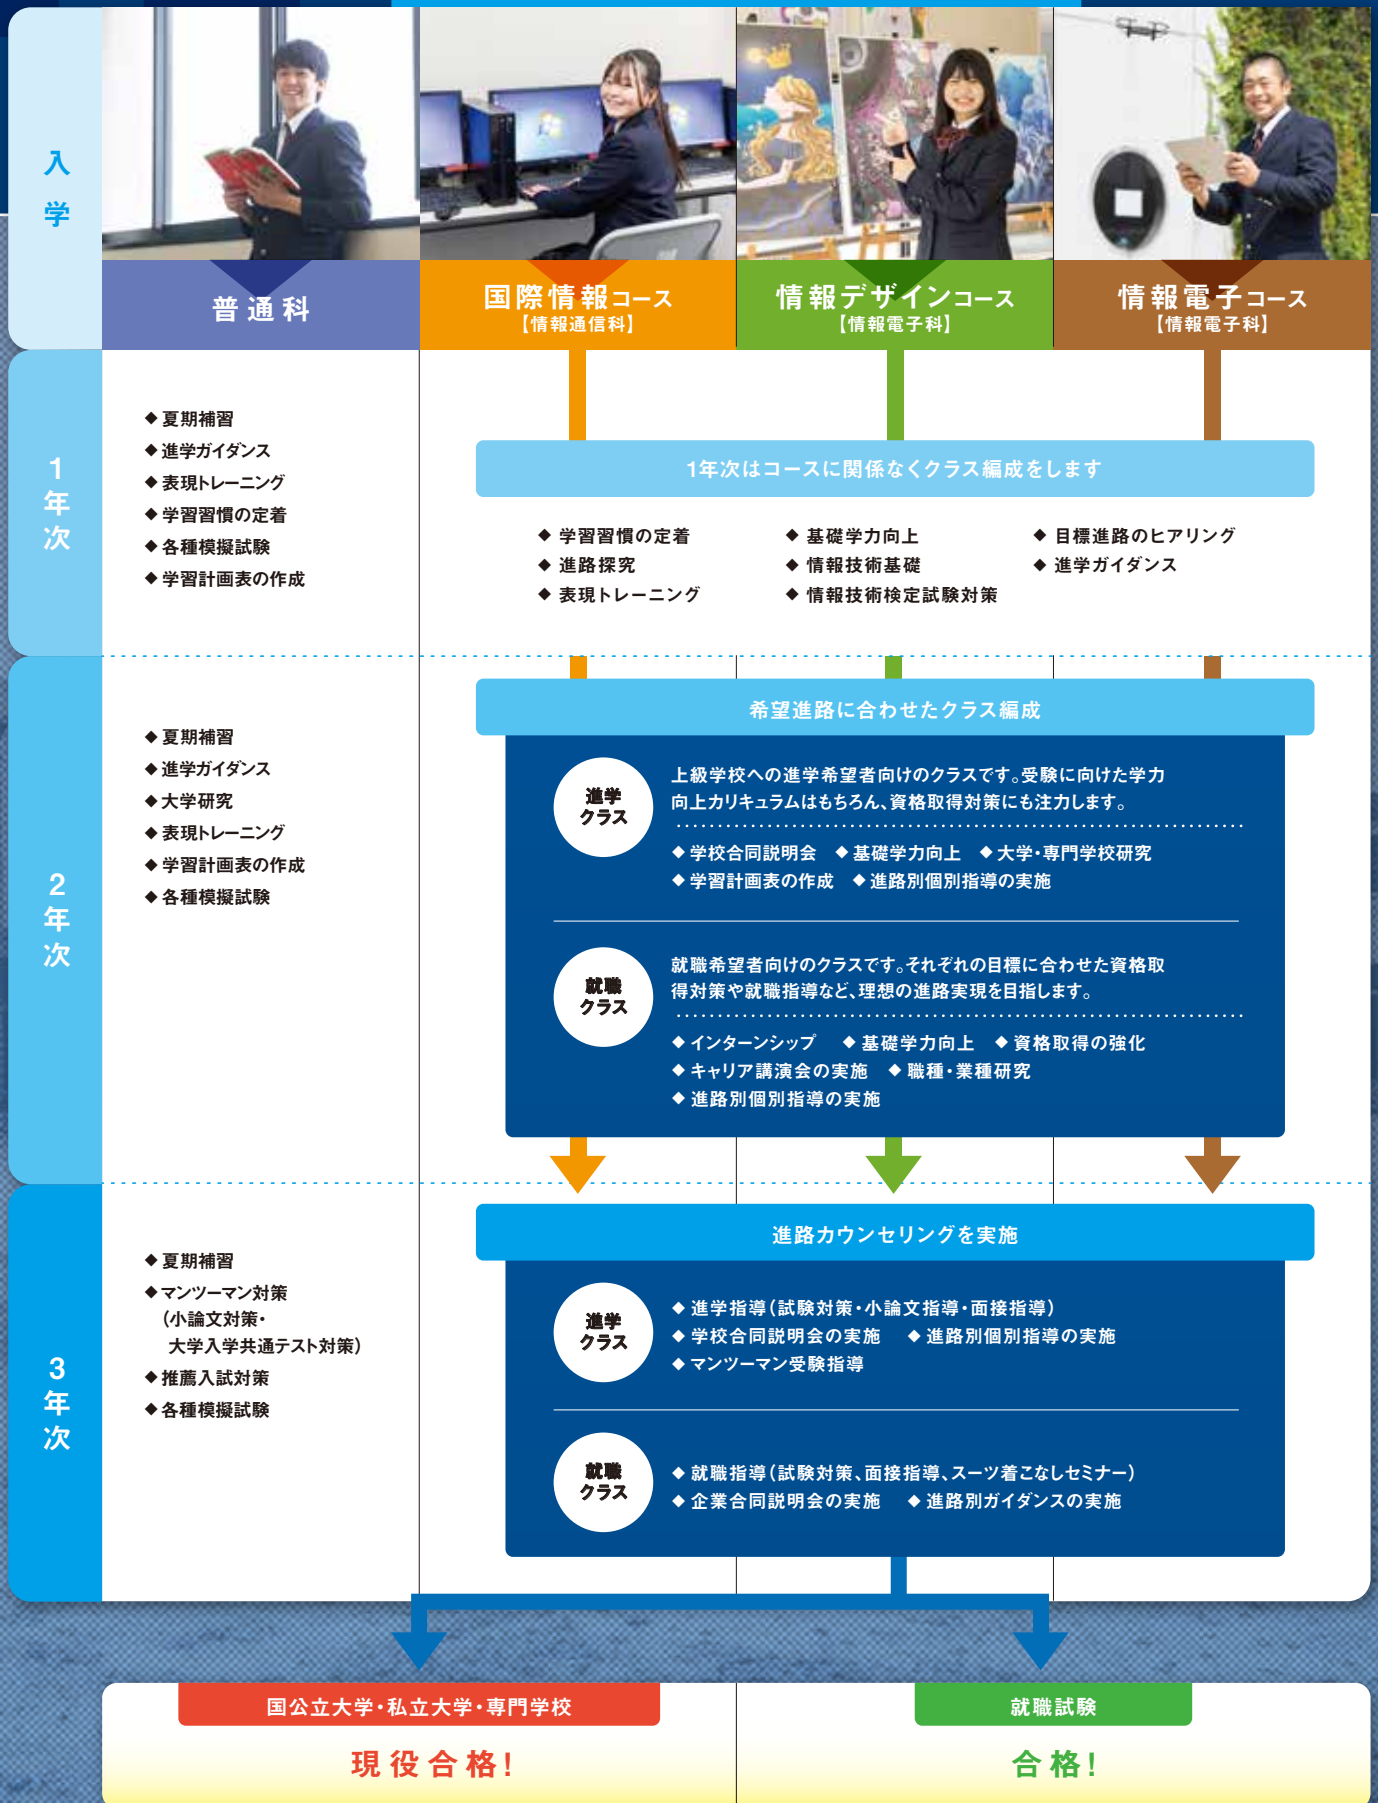 入学
普通科
国際情報コース
【情報通信科】
情報デザインコース
【情報電子科】
情報電子コース
【情報電子科】
1年次
◆夏期補習
◆進学ガイダンス
◆表現トレーニング
◆学習習慣の定着
◆各種模擬試験
◆学習計画表の作成
1年次はコースに関係なくクラス編成をします
◆ 学習習慣の定着
◆ 進路探究
◆ 表現トレーニング
◆ 基礎学力向上
◆ 情報技術基礎
◆ 情報技術検定試験対策
◆ 目標進路のヒアリング
◆ 進学ガイダンス
2年次
◆夏期補習
◆進学ガイダンス
◆大学研究
◆表現トレーニング
◆学習計画表の作成
◆各種模擬試験
希望進路に合わせたクラス編成
進学
クラス
上級学校への進学希望者向けのクラスです。受験に向けた学力
向上カリキュラムはもちろん、資格取得対策にも注力します。
◆学校合同説明会 ◆基礎学力向上 ◆大学・専門学校研究
◆学習計画表の作成 ◆進路別個別指導の実施
就職
クラス
就職希望者向けのクラスです。それぞれの目標に合わせた資格取
得対策や就職指導など、理想の進路実現を目指します。
◆インターンシップ ◆基礎学力向上 ◆資格取得の強化
◆キャリア講演会の実施 ◆職種・業種研究
◆進路別個別指導の実施
3年次
◆夏期補習
◆マンツーマン対策
(小論文対策・
大学入学共通テスト対策)
◆推薦入試対策
◆各種模擬試験
進路カウンセリングを実施
進学
クラス
◆進学指導(試験対策・小論文指導・面接指導)
◆学校合同説明会の実施 ◆進路別個別指導の実施
◆マンツーマン受験指導
就職
クラス
◆就職指導(試験対策、面接指導、スーツ着こなしセミナー)
◆企業合同説明会の実施 ◆進路別ガイダンスの実施
国公立大学・私立大学・専門学校
現役合格!
就職試験
合格!